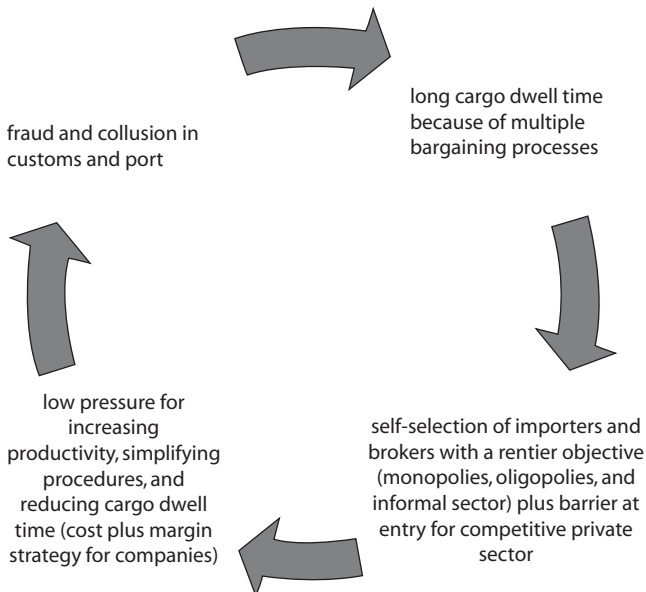 fraud and collusion in
customs and port
long cargo dwell time
because of multiple
bargaining processes
self-selection of importers and
brokers with a rentier objective
(monopolies, oligopolies, and
informal sector) plus barrier at
entry for competitive private
sector
low pressure for
increasing
productivity, simplifying
procedures, and
reducing cargo dwell
time (cost plus margin
strategy for companies)